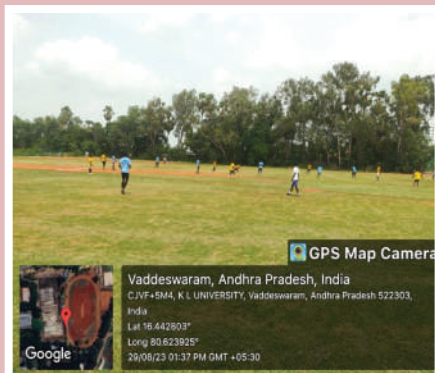 GPS Map Camera
Vaddeswaram, Andhra Pradesh, India
CJVF+5M4, K L UNIVERSITY, Vaddeswaram, Andhra Pradesh 522303,
India
Lat 16.442803°
Long 80.623925°
29/08/23 01:37 PM GMT +05:30
Google